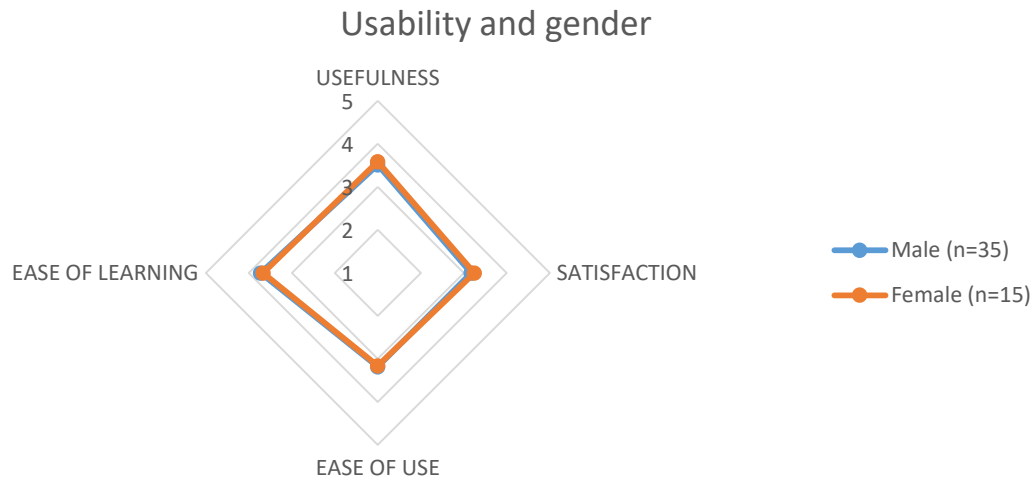 Usability and gender
USEFULNESS
5
4
3
2
1
EASE OF LEARNING
SATISFACTION
EASE OF USE
Male (n=35)
Female (n=15)